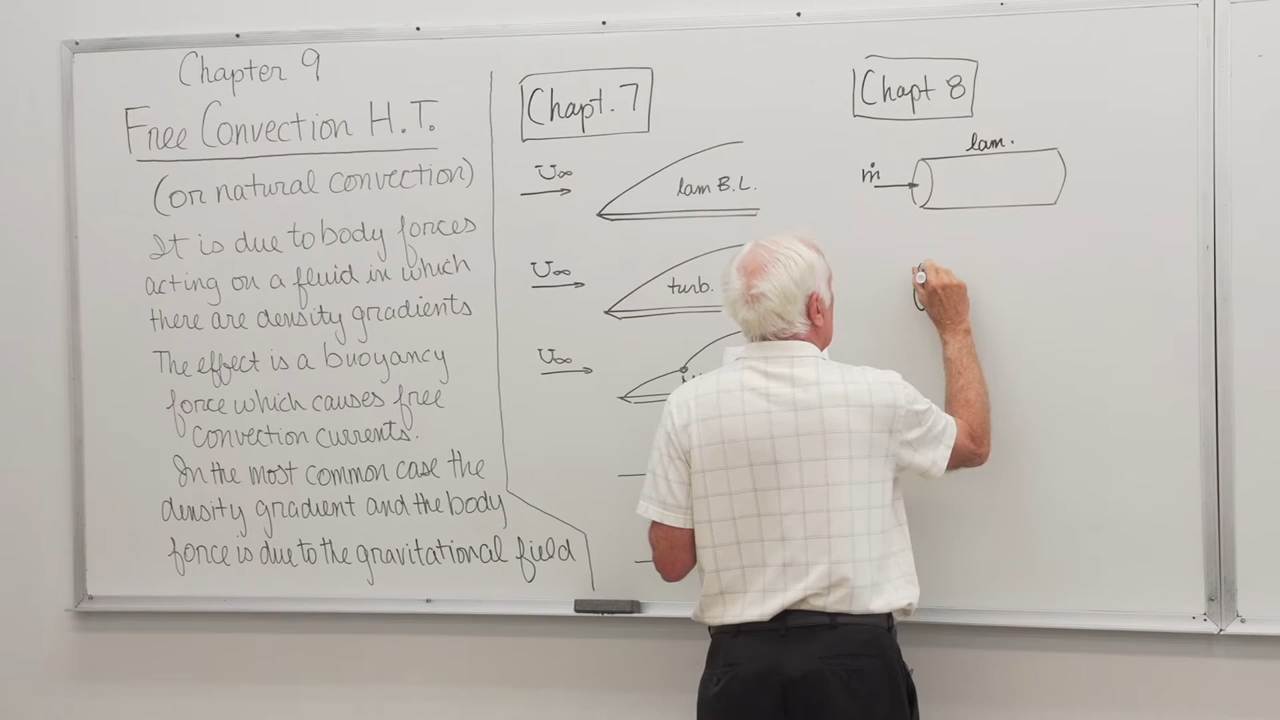 Chapter 9
Free Convection H.T.
(or natural convection)
It is due to body forces
acting on a fluid in which
there are density gradients
The effect is a buoyancy
force which causes free
convection currents.
In the most common case the
density gradient and the body
force is due to the gravitational field
Chapt. 7
U∞
lam B.L.
U∞
turb.
U∞
Chapt 8
lam.
ṁ